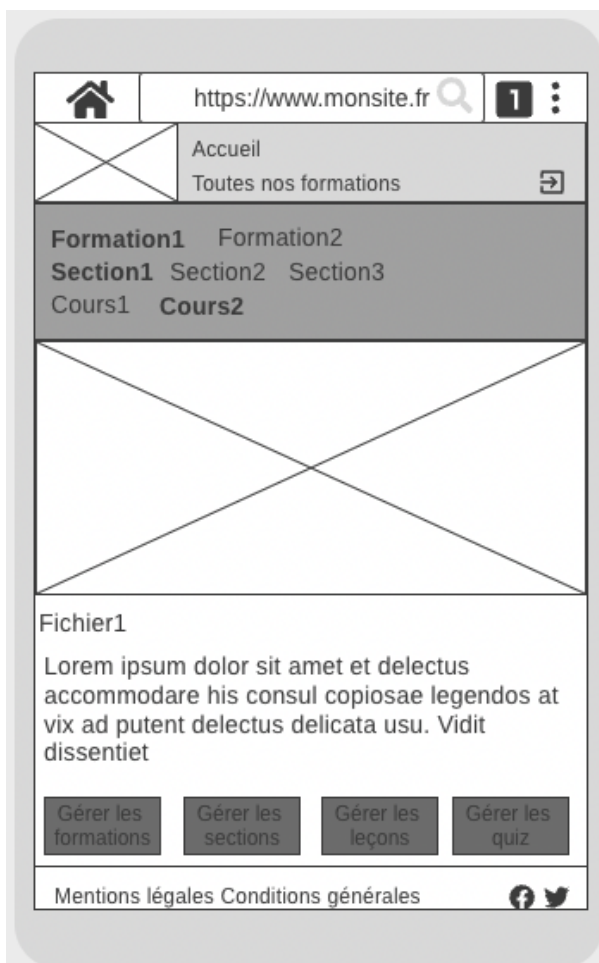 https://www.monsite.fr 1
Accueil
Toutes nos formations
Formation1 Formation2
Section1 Section2 Section3
Cours1 Cours2
Fichier1
Lorem ipsum dolor sit amet et delectus
accommodare his consul copiosae legendos at
vix ad putent delectus delicata usu. Vidit
dissentiet
Gérer les formations
Gérer les sections
Gérer les leçons
Gérer les quiz
Mentions légales Conditions générales